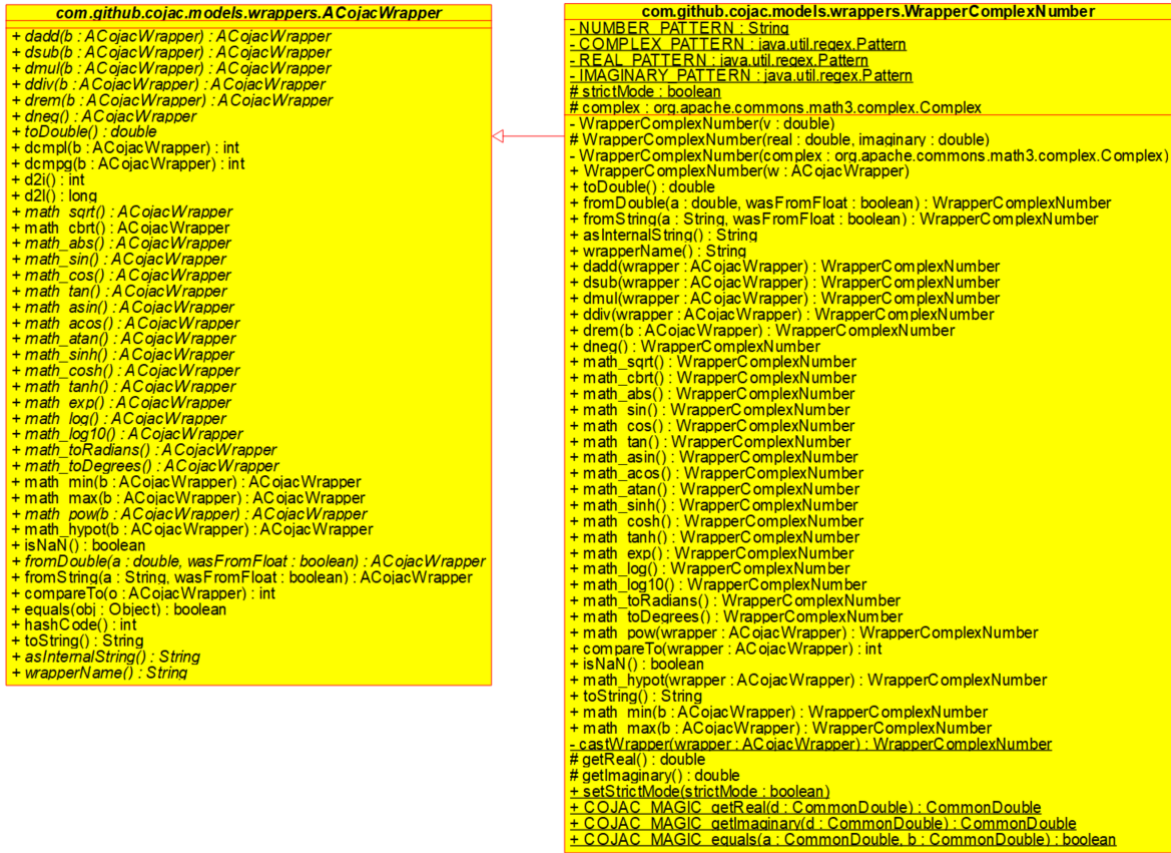 com.github.cojac.models.wrappers.ACojacWrapper
+ dadd(b : ACojacWrapper) : ACojacWrapper
+ dsub(b : ACojacWrapper) : ACojacWrapper
+ dmul(b : ACojacWrapper) : ACojacWrapper
+ ddiv(b : ACojacWrapper) : ACojacWrapper
+ drem(b : ACojacWrapper) : ACojacWrapper
+ dneg() : ACojacWrapper
+ toDouble() : double
+ dcmpl(b : ACojacWrapper) : int
+ dcmpg(b : ACojacWrapper) : int
+ d2i() : int
+ d2l() : long
+ math_sqrt() : ACojacWrapper
+ math_cbrt() : ACojacWrapper
+ math_abs() : ACojacWrapper
+ math_sin() : ACojacWrapper
+ math_cos() : ACojacWrapper
+ math_tan() : ACojacWrapper
+ math_asin() : ACojacWrapper
+ math_acos() : ACojacWrapper
+ math_atan() : ACojacWrapper
+ math_sinh() : ACojacWrapper
+ math_cosh() : ACojacWrapper
+ math_tanh() : ACojacWrapper
+ math_exp() : ACojacWrapper
+ math_log() : ACojacWrapper
+ math_log10() : ACojacWrapper
+ math_toRadians() : ACojacWrapper
+ math_toDegrees() : ACojacWrapper
+ math_min(b : ACojacWrapper) : ACojacWrapper
+ math_max(b : ACojacWrapper) : ACojacWrapper
+ math_pow(b : ACojacWrapper) : ACojacWrapper
+ math_hypot(b : ACojacWrapper) : ACojacWrapper
+ isNaN() : boolean
+ fromDouble(a : double, wasFromFloat : boolean) : ACojacWrapper
+ fromString(a : String, wasFromFloat : boolean) : ACojacWrapper
+ compareTo(o : ACojacWrapper) : int
+ equals(obj : Object) : boolean
+ hashCode() : int
+ toString() : String
+ asInternalString() : String
+ wrapperName() : String
com.github.cojac.models.wrappers.WrapperComplexNumber
- NUMBER_PATTERN : String
- COMPLEX_PATTERN : java.util.regex.Pattern
- REAL_PATTERN : java.util.regex.Pattern
- IMAGINARY_PATTERN : java.util.regex.Pattern
# strictMode : boolean
# complex : org.apache.commons.math3.complex.Complex
- WrapperComplexNumber(v : double)
# WrapperComplexNumber(real : double, imaginary : double)
- WrapperComplexNumber(complex : org.apache.commons.math3.complex.Complex)
+ WrapperComplexNumber(w : ACojacWrapper)
+ toDouble() : double
+ fromDouble(a : double, wasFromFloat : boolean) : WrapperComplexNumber
+ fromString(a : String, wasFromFloat : boolean) : WrapperComplexNumber
+ asInternalString() : String
+ wrapperName() : String
+ dadd(wrapper : ACojacWrapper) : WrapperComplexNumber
+ dsub(wrapper : ACojacWrapper) : WrapperComplexNumber
+ dmul(wrapper : ACojacWrapper) : WrapperComplexNumber
+ ddiv(wrapper : ACojacWrapper) : WrapperComplexNumber
+ drem(b : ACojacWrapper) : WrapperComplexNumber
+ dneg() : WrapperComplexNumber
+ math_sqrt() : WrapperComplexNumber
+ math_cbrt() : WrapperComplexNumber
+ math_abs() : WrapperComplexNumber
+ math_sin() : WrapperComplexNumber
+ math_cos() : WrapperComplexNumber
+ math_tan() : WrapperComplexNumber
+ math_asin() : WrapperComplexNumber
+ math_acos() : WrapperComplexNumber
+ math_atan() : WrapperComplexNumber
+ math_sinh() : WrapperComplexNumber
+ math_cosh() : WrapperComplexNumber
+ math_tanh() : WrapperComplexNumber
+ math_exp() : WrapperComplexNumber
+ math_log() : WrapperComplexNumber
+ math_log10() : WrapperComplexNumber
+ math_toRadians() : WrapperComplexNumber
+ math_toDegrees() : WrapperComplexNumber
+ math_pow(wrapper : ACojacWrapper) : WrapperComplexNumber
+ compareTo(wrapper : ACojacWrapper) : int
+ isNaN() : boolean
+ math_hypot(wrapper : ACojacWrapper) : WrapperComplexNumber
+ toString() : String
+ math_min(b : ACojacWrapper) : WrapperComplexNumber
+ math_max(b : ACojacWrapper) : WrapperComplexNumber
- castWrapper(wrapper : ACojacWrapper) : WrapperComplexNumber
# getReal() : double
# getImaginary() : double
+ setStrictMode(strictMode : boolean)
+ COJAC_MAGIC_getReal(d : CommonDouble) : CommonDouble
+ COJAC_MAGIC_getImaginary(d : CommonDouble) : CommonDouble
+ COJAC_MAGIC_equals(a : CommonDouble, b : CommonDouble) : boolean